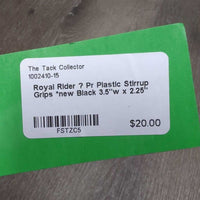 The Tack Collector
1002410-15
Royal Rider ? Pr Plastic Stirrup
Grips *new Black 3.5"w x 2.25"
FSTZC5
$20.00